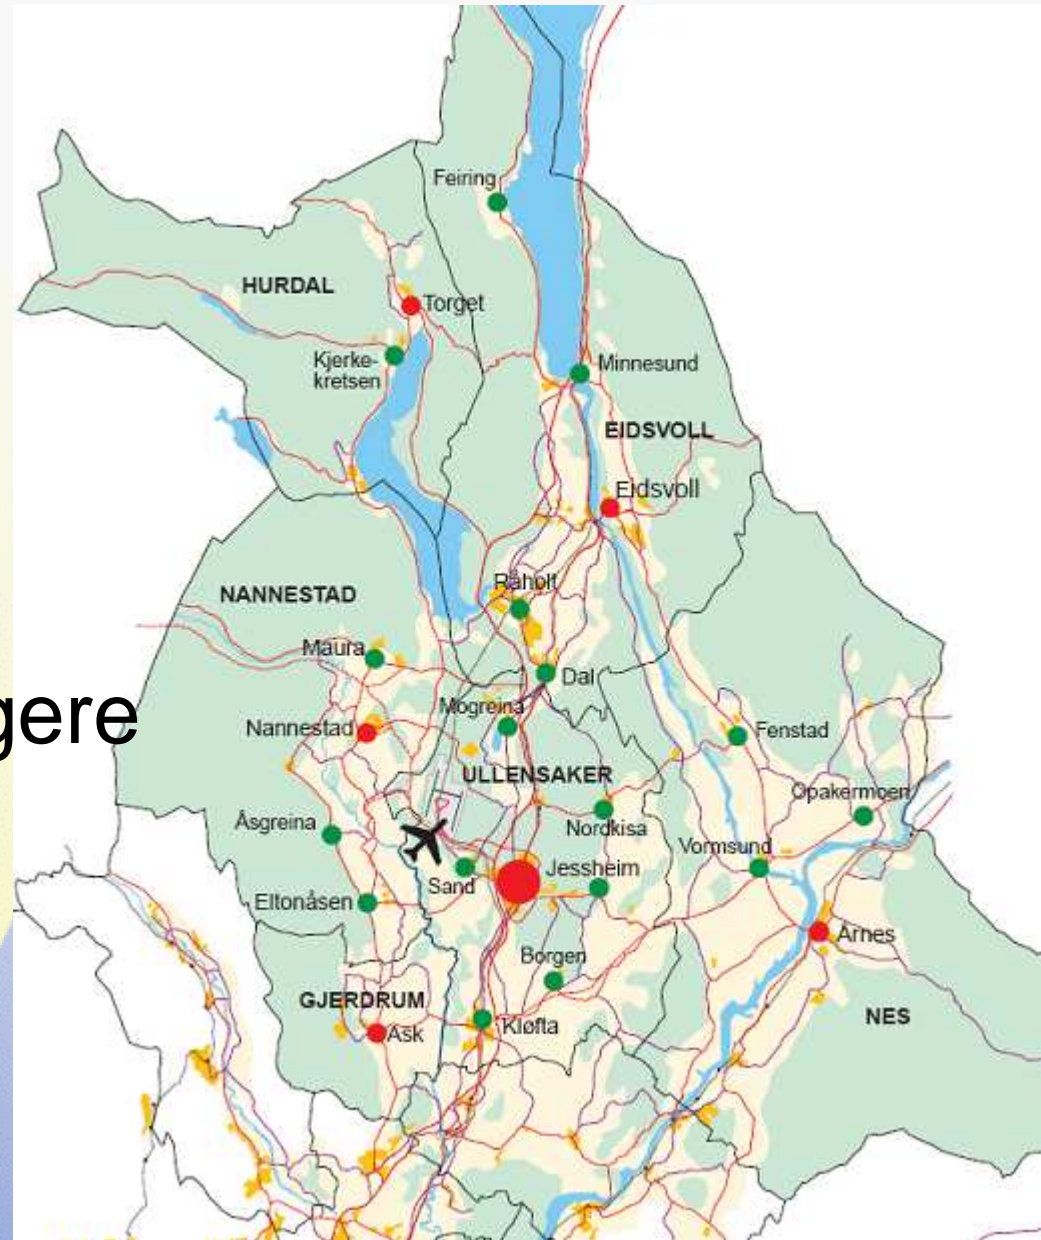 Feiring
HURDAL
Torget
Kjerke-
kretsen
Minnesund
EIDSVOLL
Eidsvoll
Råholt
NANNESTAD
Maura
Dal
gere
Mogreina
Nannestad
Fenstad
ULLENSAKER
Opakermoen
Åsgreina
Nordkisa
Vormsund
Jessheim
Sand
Eltonåsen
Årnes
Borgen
GJERDRUM
NES
Kløfta
Ask